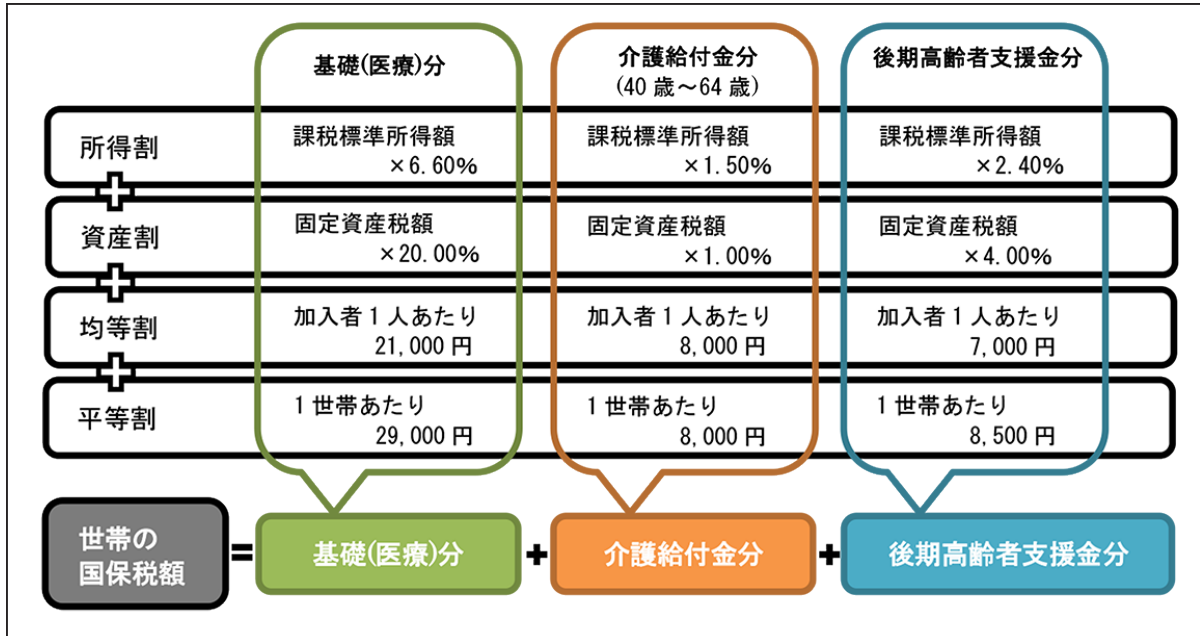 基礎(医療)分
介護給付金分
(40歳～64歳)
後期高齢者支援金分
所得割
課税標準所得額
×6.60%
課税標準所得額
×1.50%
課税標準所得額
×2.40%
+
資産割
固定資産税額
×20.00%
固定資産税額
×1.00%
固定資産税額
×4.00%
+
均等割
加入者1人あたり
21,000円
加入者1人あたり
8,000円
加入者1人あたり
7,000円
+
平等割
1世帯あたり
29,000円
1世帯あたり
8,000円
1世帯あたり
8,500円
世帯の
国保税額
=
基礎(医療)分
+
介護給付金分
+
後期高齢者支援金分